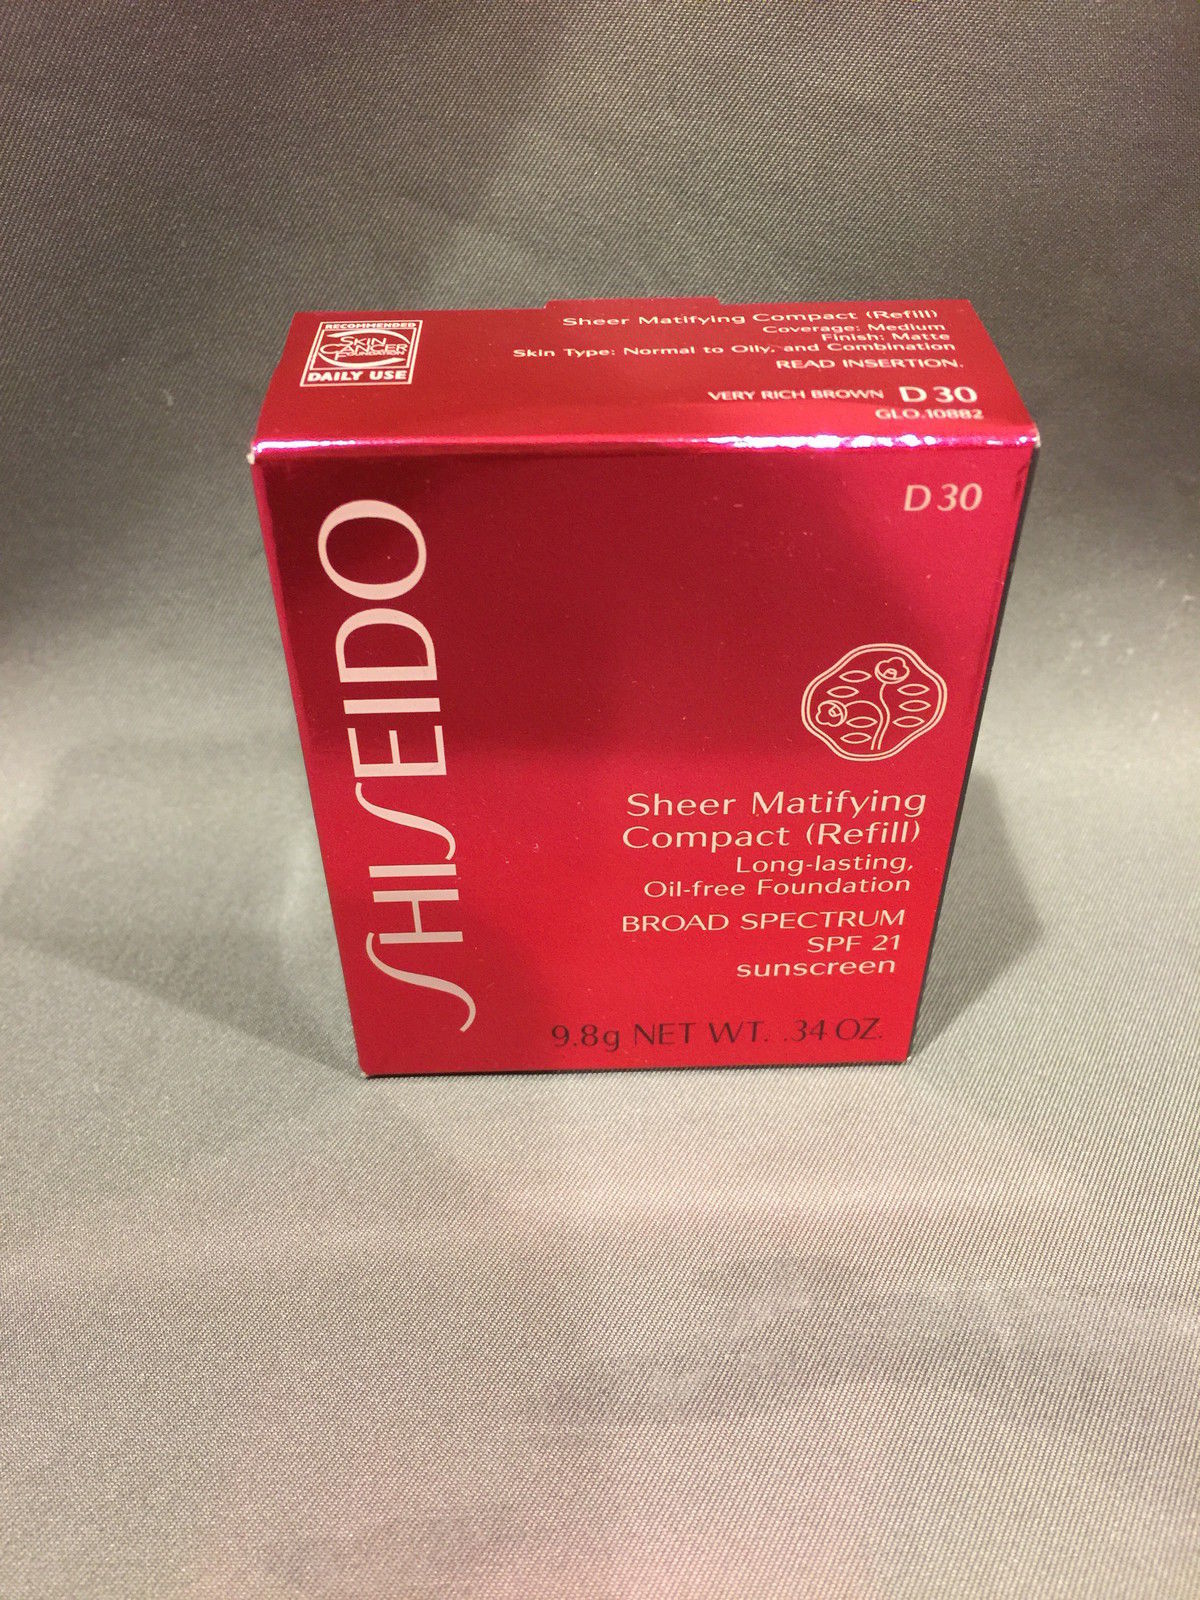 RECOMMENDED
SKIN
CANCER
FOUNDATION
DAILY USE
Sheer Matifying Compact (Refill)
Coverage: Medium
Finish: Matte
Skin Type: Normal to Oily, and Combination
READ INSERTION.
VERY RICH BROWN D 30
GLO.10882
D 30
SHISEIDO
Sheer Matifying
Compact (Refill)
Long-lasting,
Oil-free Foundation
BROAD SPECTRUM
SPF 21
sunscreen
9.8g NET WT. .34 OZ.